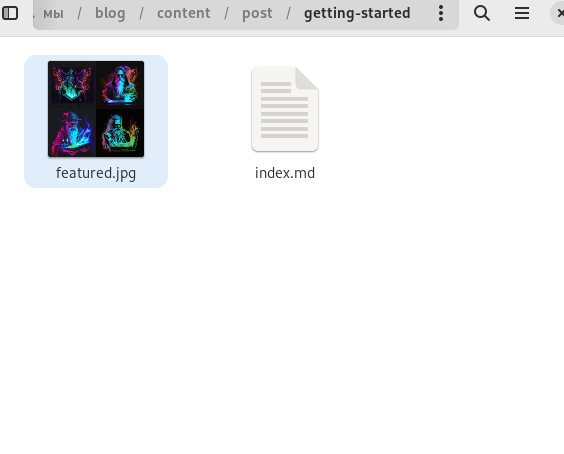 . мы / blog / content / post / getting-started
featured.jpg
index.md